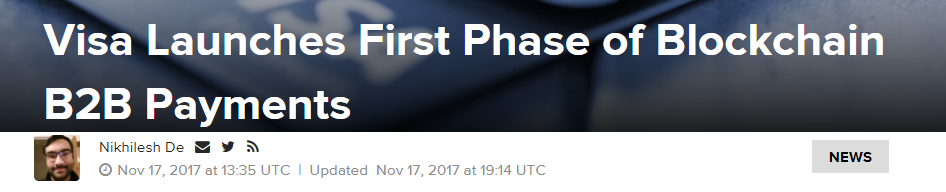 Visa Launches First Phase of Blockchain
B2B Payments
Nikhilesh De
Nov 17, 2017 at 13:35 UTC | Updated Nov 17, 2017 at 19:14 UTC
NEWS